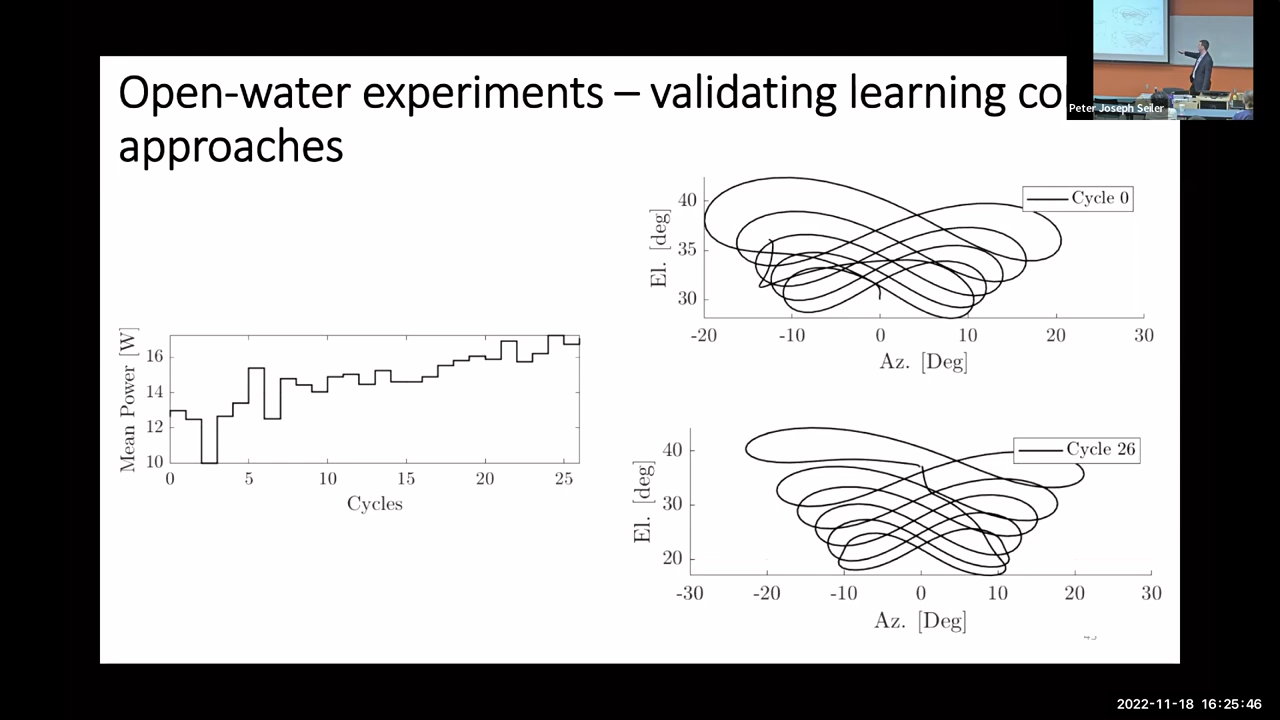 Open-water experiments – validating learning co
approaches
Peter Joseph Seiler
Mean Power [W]
16
14
12
10
0 5 10 15 20 25
Cycles
El. [deg]
40
35
30
Cycle 0
-20 -10 0 10 20 30
Az. [Deg]
El. [deg]
40
30
20
Cycle 26
-30 -20 -10 0 10 20 30
Az. [Deg]
2022-11-18 16:25:46